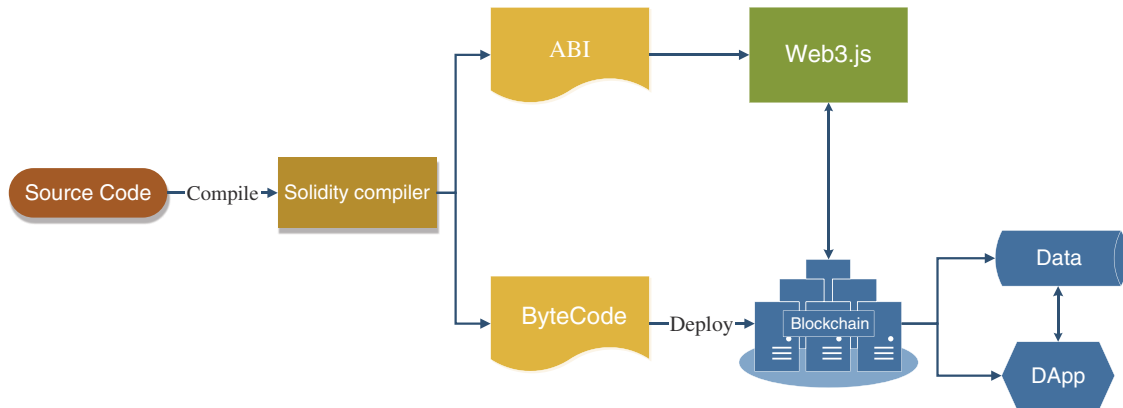 ABI
Web3.js
Source Code
Compile
Solidity compiler
Data
ByteCode
Deploy
Blockchain
DApp